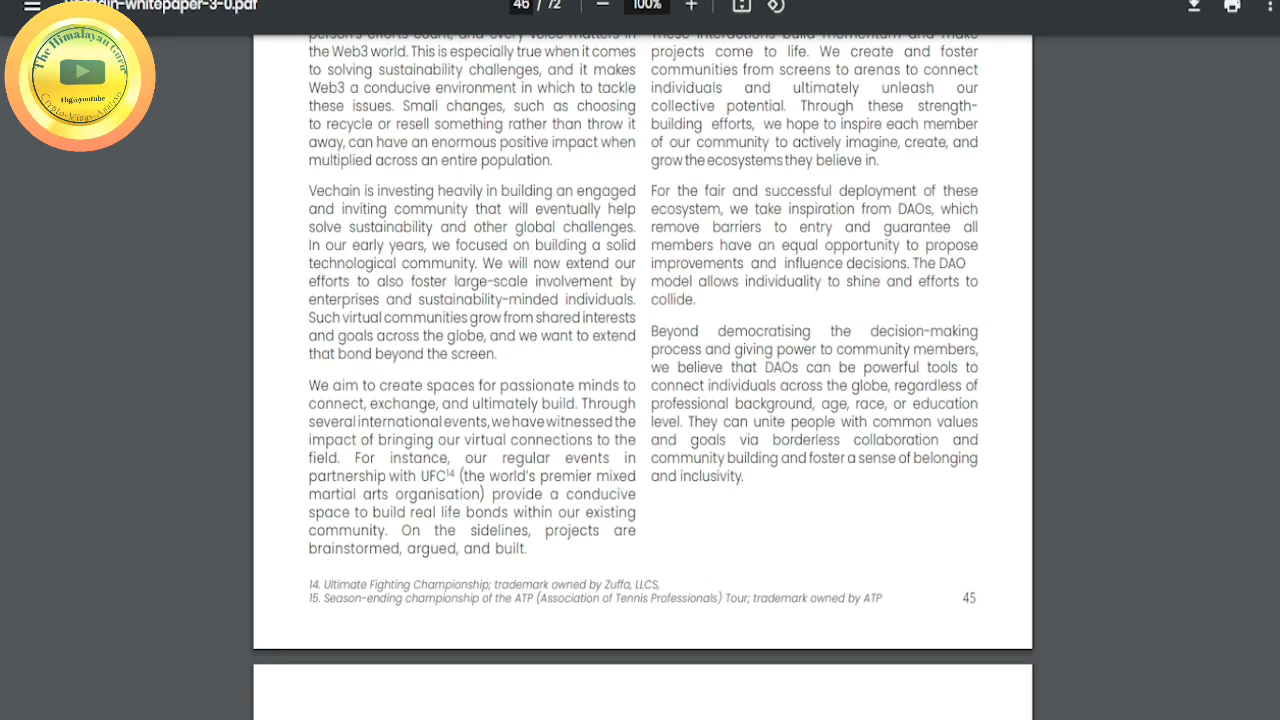 -whitepaper-3-0.pdf
46 / 72
100%
The Himalayan Guru
Thgjayoutube
person's efforts count, and every voice matters in
the Web3 world. This is especially true when it comes
to solving sustainability challenges, and it makes
Web3 a conducive environment in which to tackle
these issues. Small changes, such as choosing
to recycle or resell something rather than throw it
away, can have an enormous positive impact when
multiplied across an entire population.
Vechain is investing heavily in building an engaged
and inviting community that will eventually help
solve sustainability and other global challenges.
In our early years, we focused on building a solid
technological community. We will now extend our
efforts to also foster large-scale involvement by
enterprises and sustainability-minded individuals.
Such virtual communities grow from shared interests
and goals across the globe, and we want to extend
that bond beyond the screen.
We aim to create spaces for passionate minds to
connect, exchange, and ultimately build. Through
several international events, we have witnessed the
impact of bringing our virtual connections to the
field. For instance, our regular events in
partnership with UFC14 (the world's premier mixed
martial arts organisation) provide a conducive
space to build real life bonds within our existing
community. On the sidelines, projects are
brainstormed, argued, and built.
These interactions build momentum and make
projects come to life. We create and foster
communities from screens to arenas to connect
individuals and ultimately unleash our
collective potential. Through these strength-
building efforts, we hope to inspire each member
of our community to actively imagine, create, and
grow the ecosystems they believe in.
For the fair and successful deployment of these
ecosystem, we take inspiration from DAOs, which
remove barriers to entry and guarantee all
members have an equal opportunity to propose
improvements and influence decisions. The DAO
model allows individuality to shine and efforts to
collide.
Beyond democratising the decision-making
process and giving power to community members,
we believe that DAOs can be powerful tools to
connect individuals across the globe, regardless of
professional background, age, race, or education
level. They can unite people with common values
and goals via borderless collaboration and
community building and foster a sense of belonging
and inclusivity.
14. Ultimate Fighting Championship; trademark owned by Zuffa, LLCS,
15. Season-ending championship of the ATP (Association of Tennis Professionals) Tour; trademark owned by ATP
45